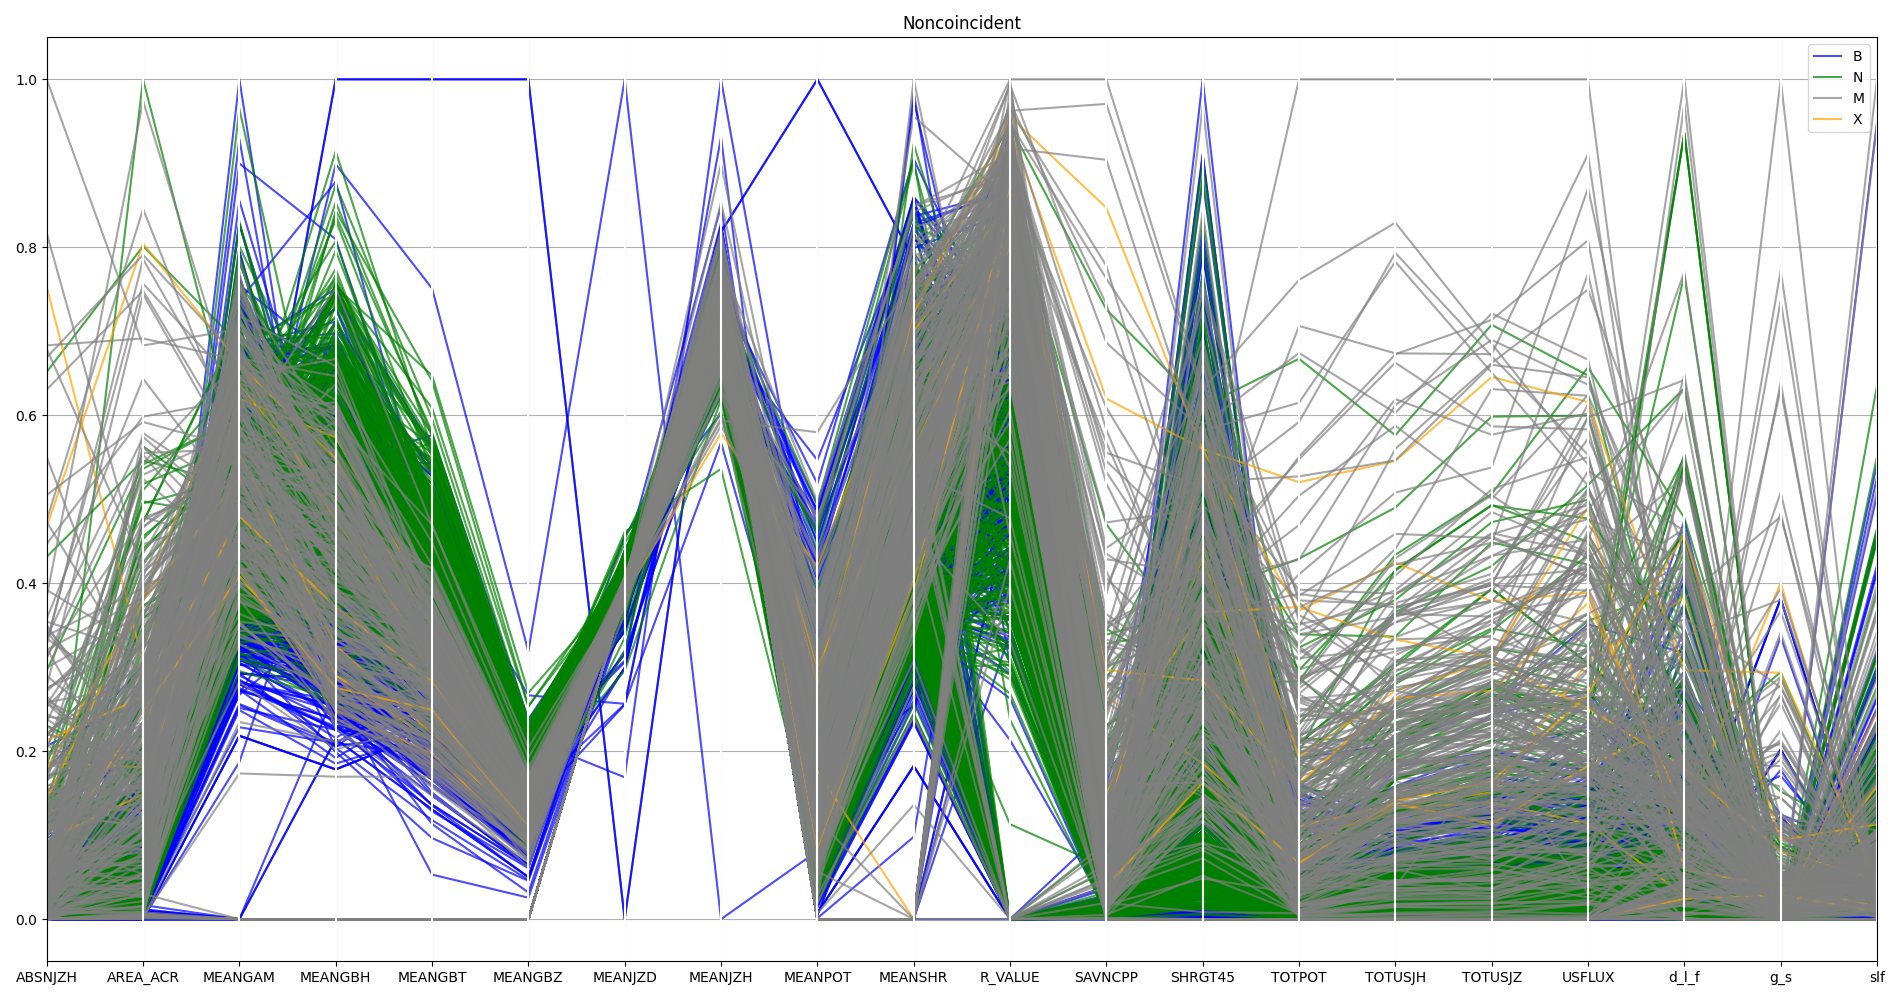 Noncoincident
B
N
M
X
1.0
0.8
0.6
0.4
0.2
0.0
ABSNJZH AREA_ACR MEANGAM MEANGBH MEANGBT MEANGBZ MEANJZD MEANJZH MEANPOT MEANSHR R_VALUE SAVNCPP SHRGT45 TOTPOT TOTUSJH TOTUSJZ USFLUX d_l_f g_s slf